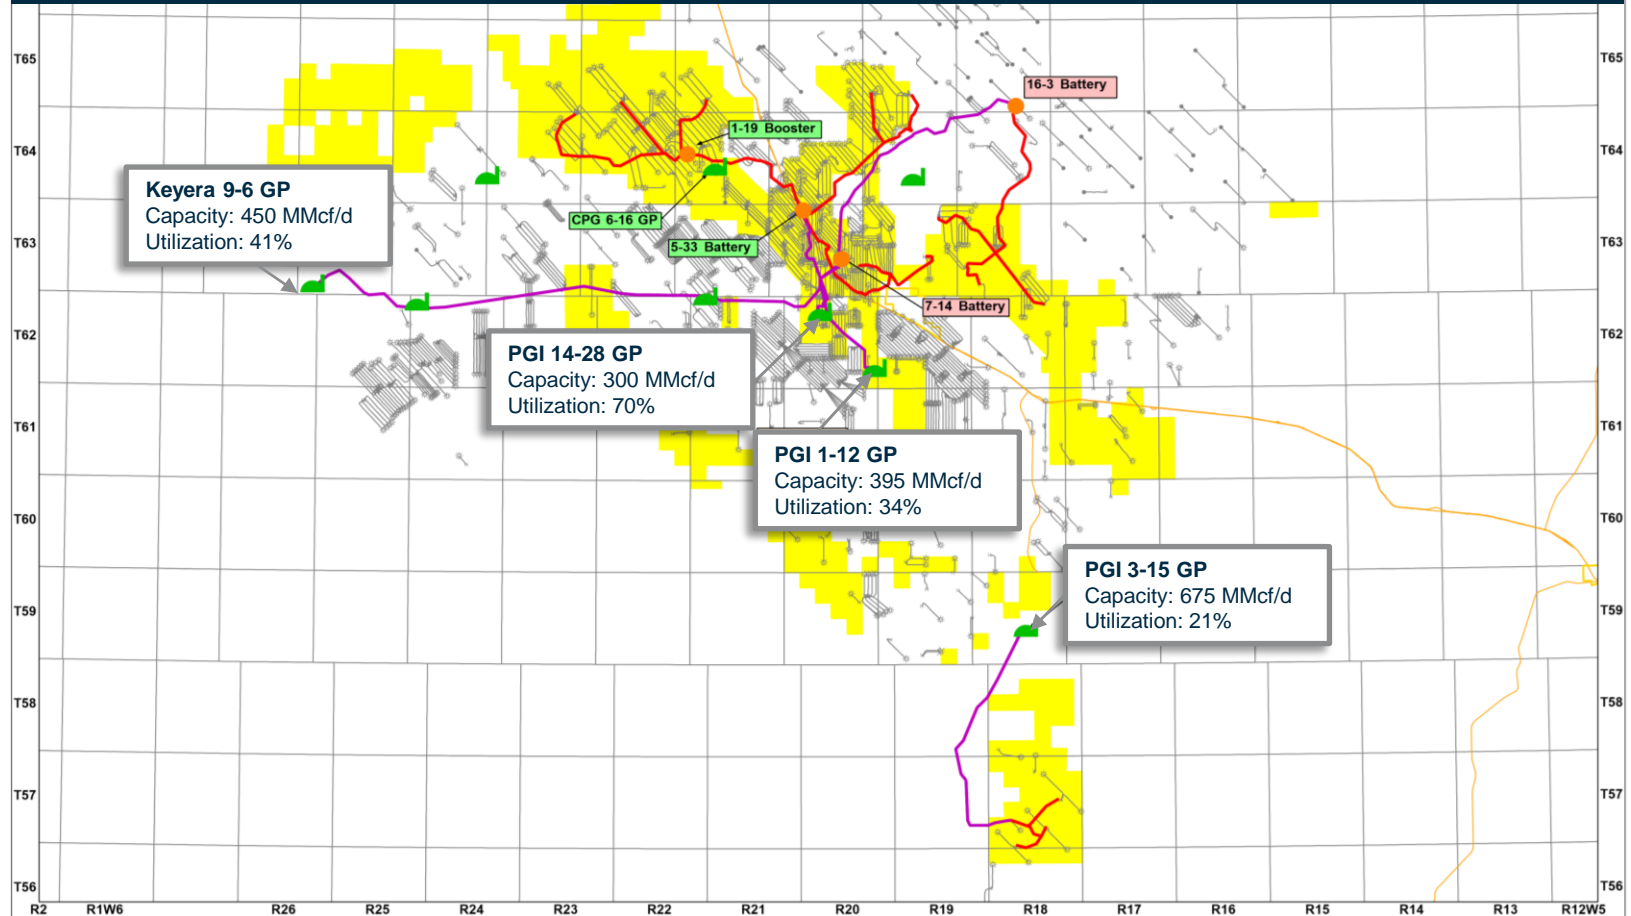 T65
T65
16-3 Battery
1-19 Booster
T64
T64
Keyera 9-6 GP
Capacity: 450 MMcf/d
Utilization: 41%
CPG 6-16 GP
5-33 Battery
T63
T63
7-14 Battery
T62
T62
PGI 14-28 GP
Capacity: 300 MMcf/d
Utilization: 70%
T61
T61
PGI 1-12 GP
Capacity: 395 MMcf/d
Utilization: 34%
T60
T60
PGI 3-15 GP
Capacity: 675 MMcf/d
Utilization: 21%
T59
T59
T58
T58
T57
T57
T56
T56
R2 R1W6 R26 R25 R24 R23 R22 R21 R20 R19 R18 R17 R16 R15 R14 R13 R12W5